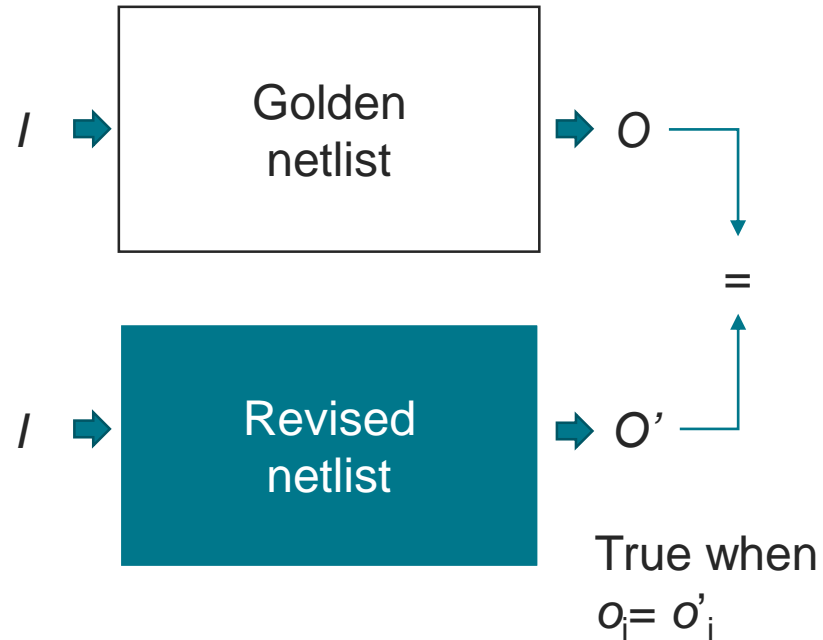 I
Golden
netlist
O
=
I
Revised
netlist
O’
True when
oᵢ= o’ᵢ